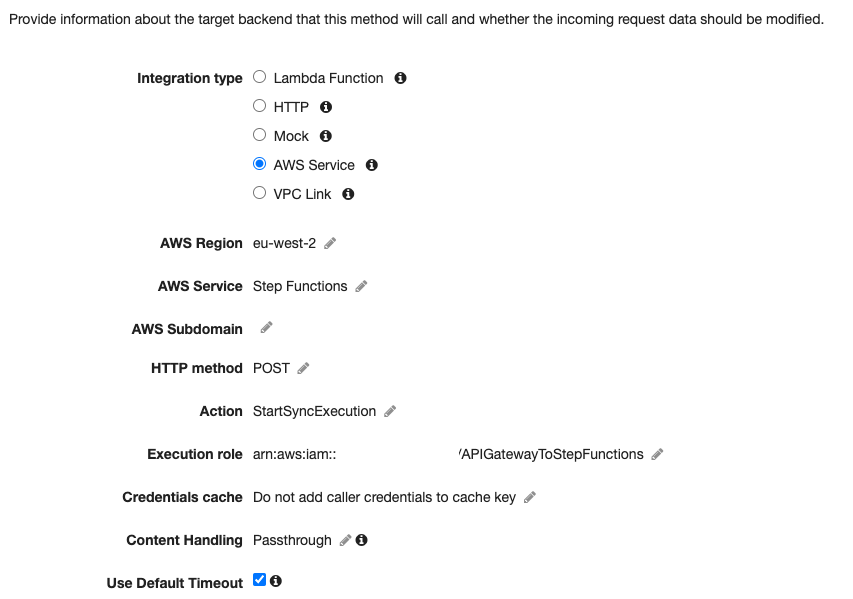 Provide information about the target backend that this method will call and whether the incoming request data should be modified.
Integration type Lambda Function
HTTP
Mock
AWS Service
VPC Link
AWS Region eu-west-2
AWS Service Step Functions
AWS Subdomain
HTTP method POST
Action StartSyncExecution
Execution role arn:aws:iam:: /APIGatewayToStepFunctions
Credentials cache Do not add caller credentials to cache key
Content Handling Passthrough
Use Default Timeout